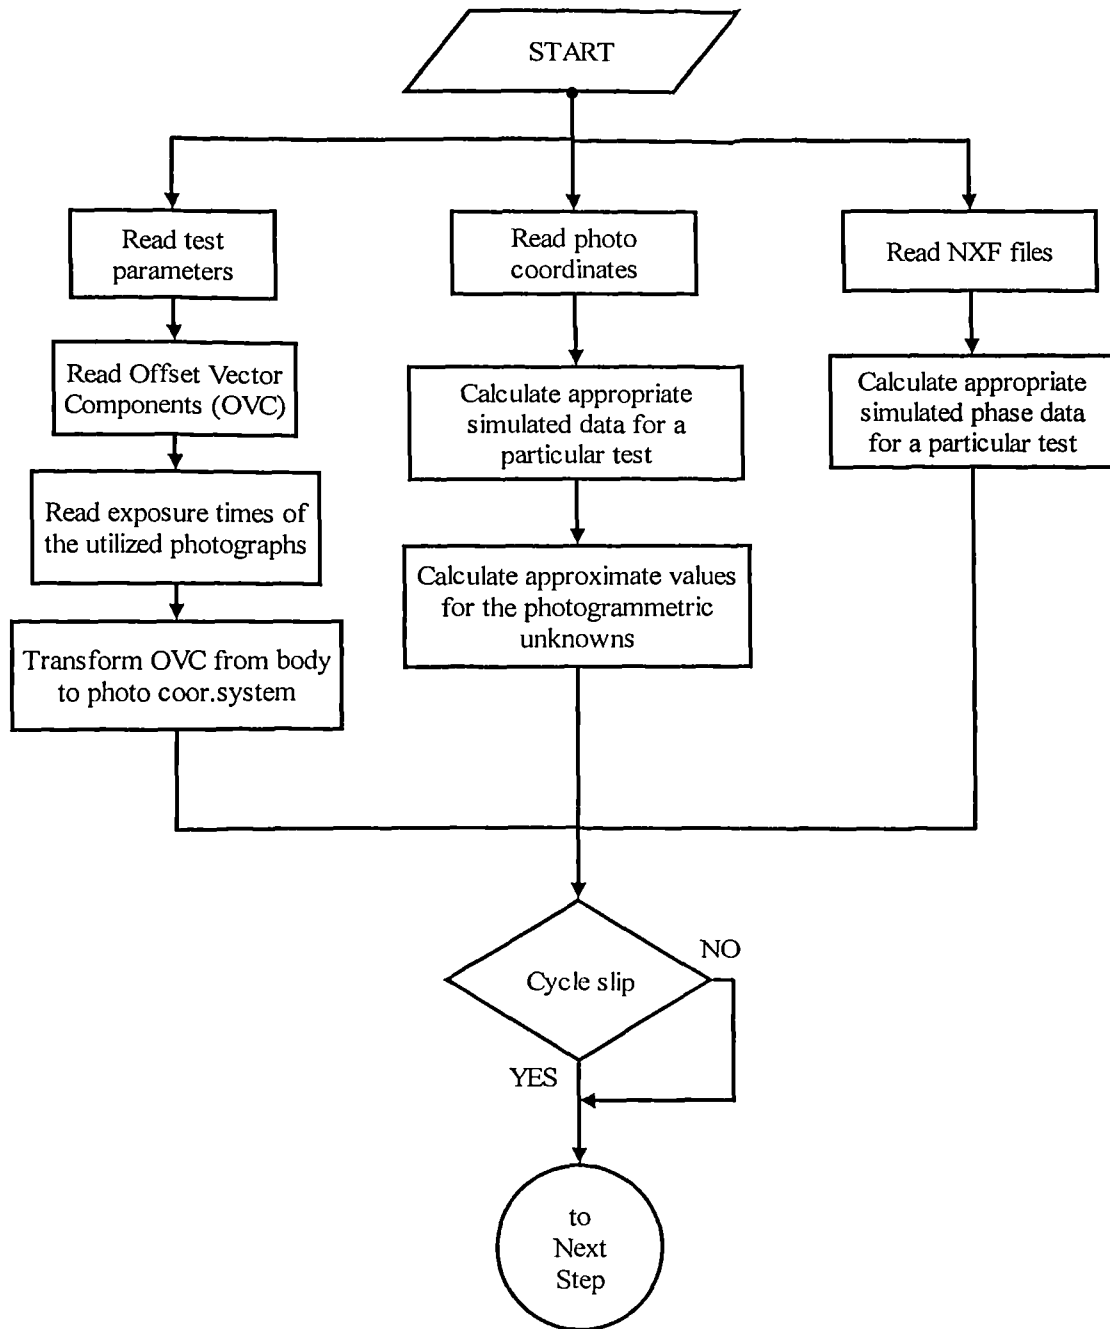 START
Read test
parameters
Read Offset Vector
Components (OVC)
Read exposure times of
the utilized photographs
Transform OVC from body
to photo coor.system
Read photo
coordinates
Calculate appropriate
simulated data for a
particular test
Calculate approximate values
for the photogrammetric
unknowns
Read NXF files
Calculate appropriate
simulated phase data
for a particular test
Cycle slip
NO
YES
to
Next
Step